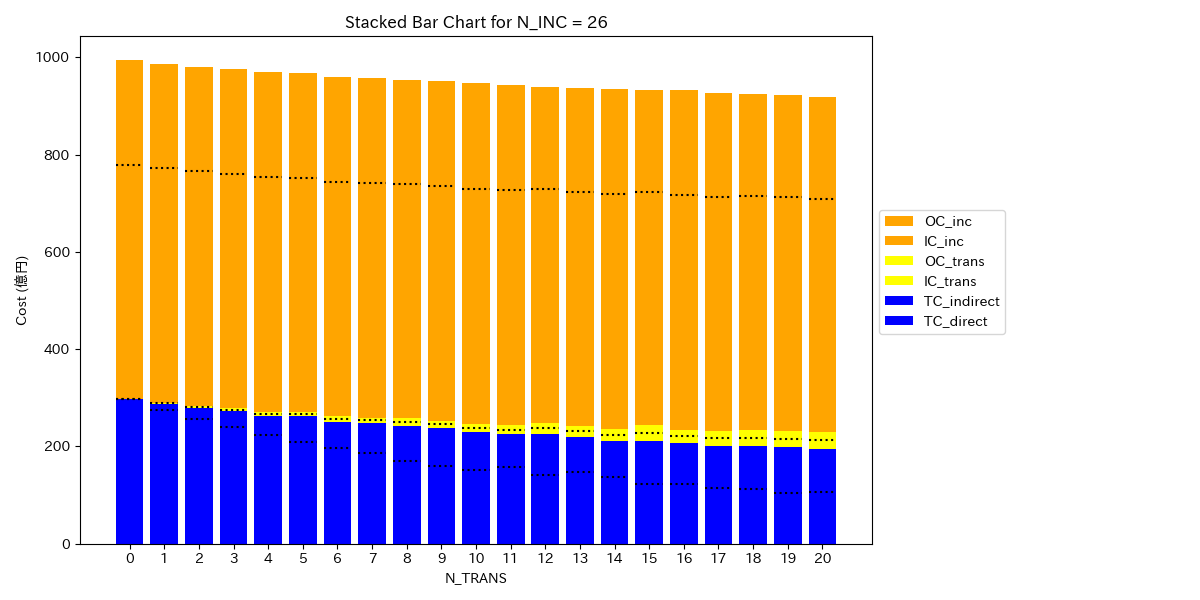 Stacked Bar Chart for N_INC = 26
Cost (億円)
1000
800
600
400
200
0
0 1 2 3 4 5 6 7 8 9 10 11 12 13 14 15 16 17 18 19 20
N_TRANS
OC_inc
IC_inc
OC_trans
IC_trans
TC_indirect
TC_direct